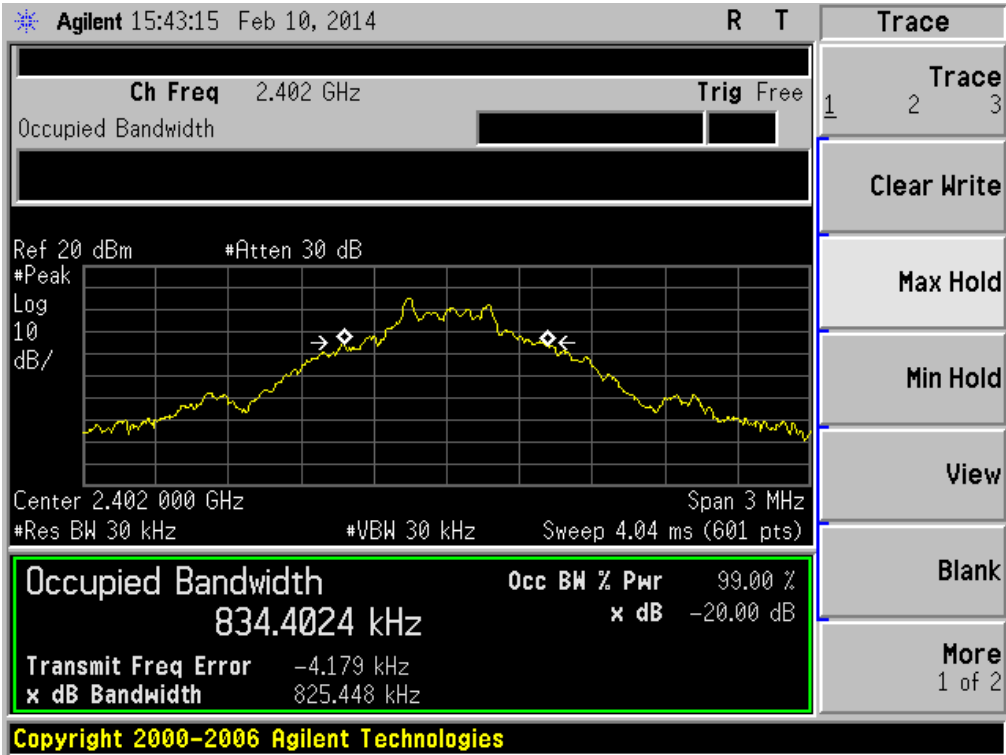 Agilent 15:43:15 Feb 10, 2014 R T
Ch Freq 2.402 GHz Trig Free
Occupied Bandwidth
Ref 20 dBm #Atten 30 dB
#Peak
Log
10
dB/
Center 2.402 000 GHz Span 3 MHz
#Res BW 30 kHz #VBW 30 kHz Sweep 4.04 ms (601 pts)
Occupied Bandwidth Occ BW % Pwr 99.00 %
834.4024 kHz x dB -20.00 dB
Transmit Freq Error -4.179 kHz
x dB Bandwidth 825.448 kHz
Copyright 2000-2006 Agilent Technologies
Trace
Trace
1 2 3
Clear Write
Max Hold
Min Hold
View
Blank
More
1 of 2